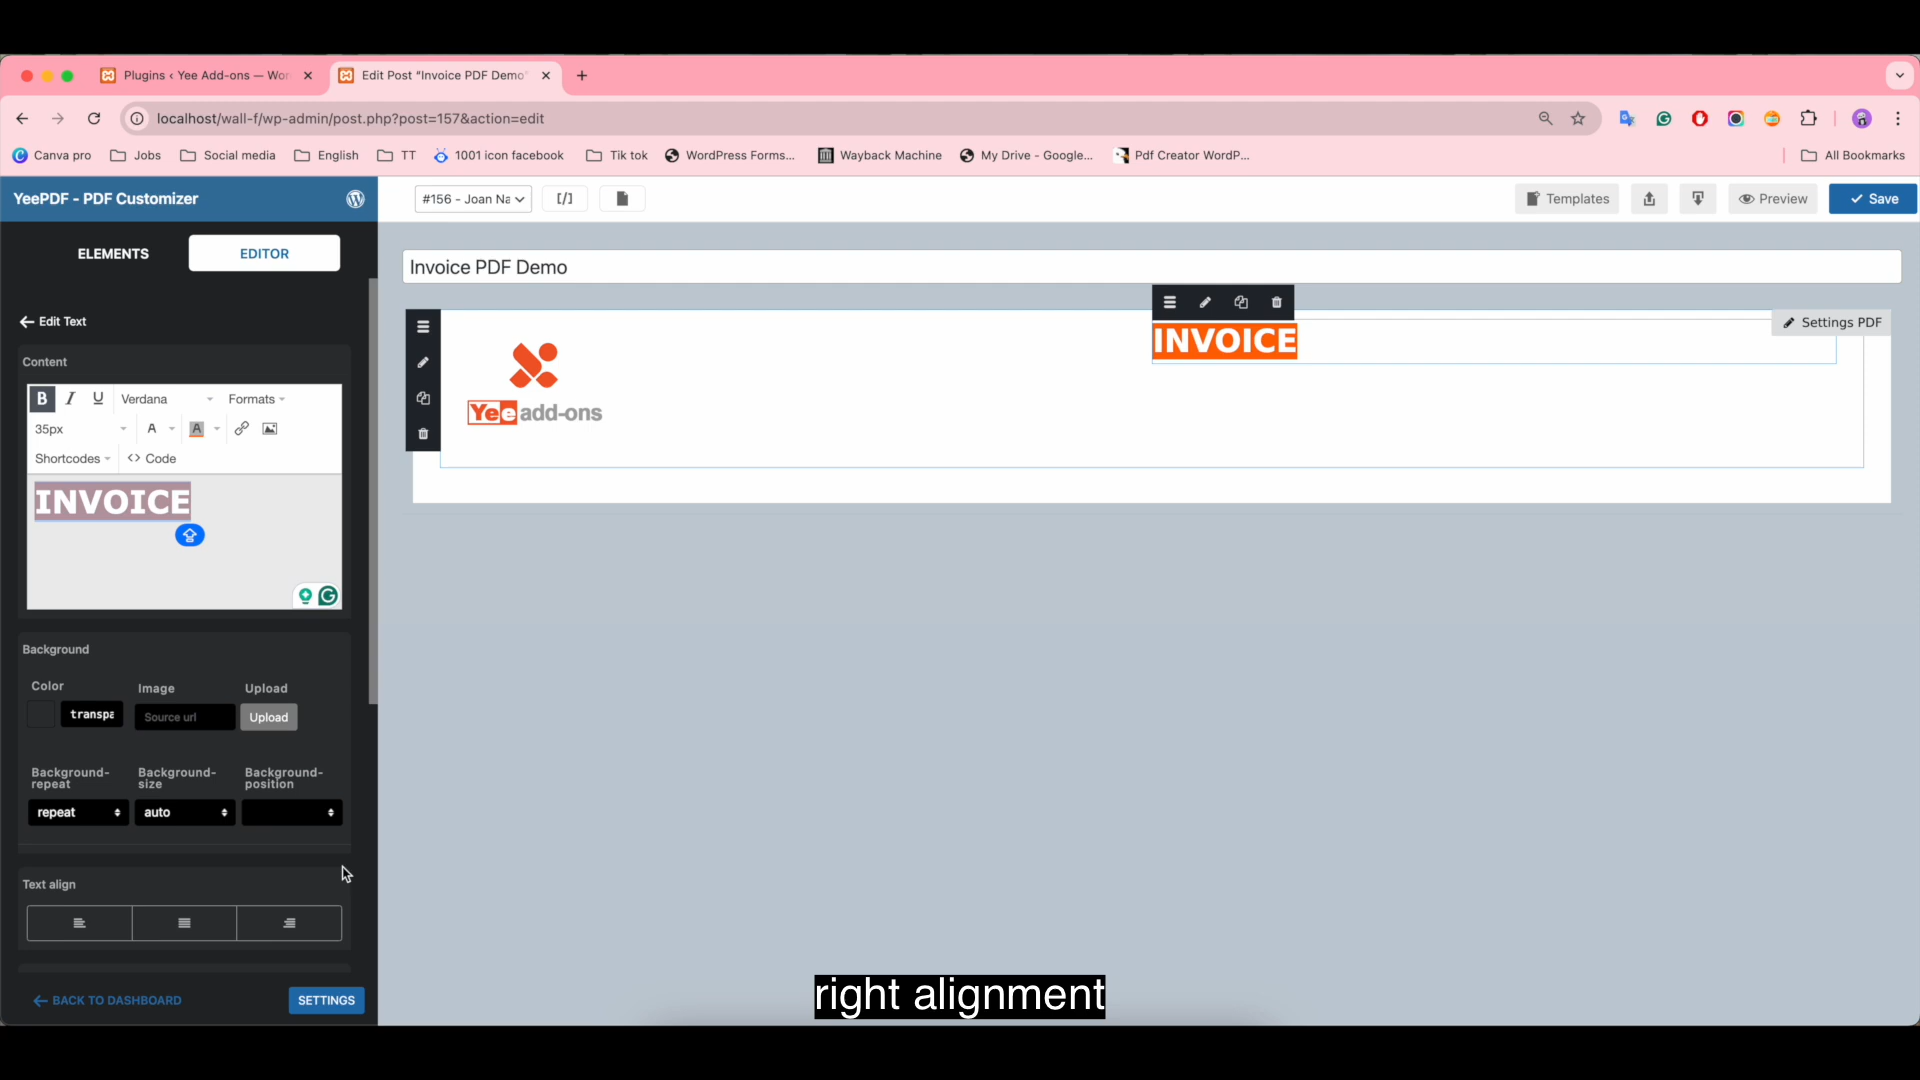 Plugins ‹ Yee Add-ons — Wor
Edit Post “Invoice PDF Demo”
localhost/wall-f/wp-admin/post.php?post=157&action=edit
Canva pro
Jobs
Social media
English
TT
1001 icon facebook
Tik tok
WordPress Forms...
Wayback Machine
My Drive - Google...
Pdf Creator WordP...
All Bookmarks
YeePDF - PDF Customizer
#156 - Joan Na
[/]
Templates
Preview
Save
ELEMENTS
EDITOR
Invoice PDF Demo
Edit Text
Settings PDF
INVOICE
Yee add-ons
Content
B I U Verdana Formats
35px A A
Shortcodes <> Code
INVOICE
Background
Color
Image
Upload
transpa
Source url
Upload
Background-repeat
Background-size
Background-position
repeat
auto
Text align
BACK TO DASHBOARD
SETTINGS
right alignment